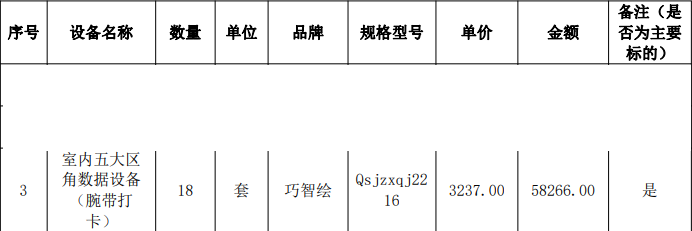 序号 设备名称 数量 单位 品牌 规格型号 单价 金额 备注（是
否为主要
标的）
3 室内五大区
角数据设备
（腕带打
卡） 18 套 巧智绘 Qsjzxqj22
16 3237.00 58266.00 是